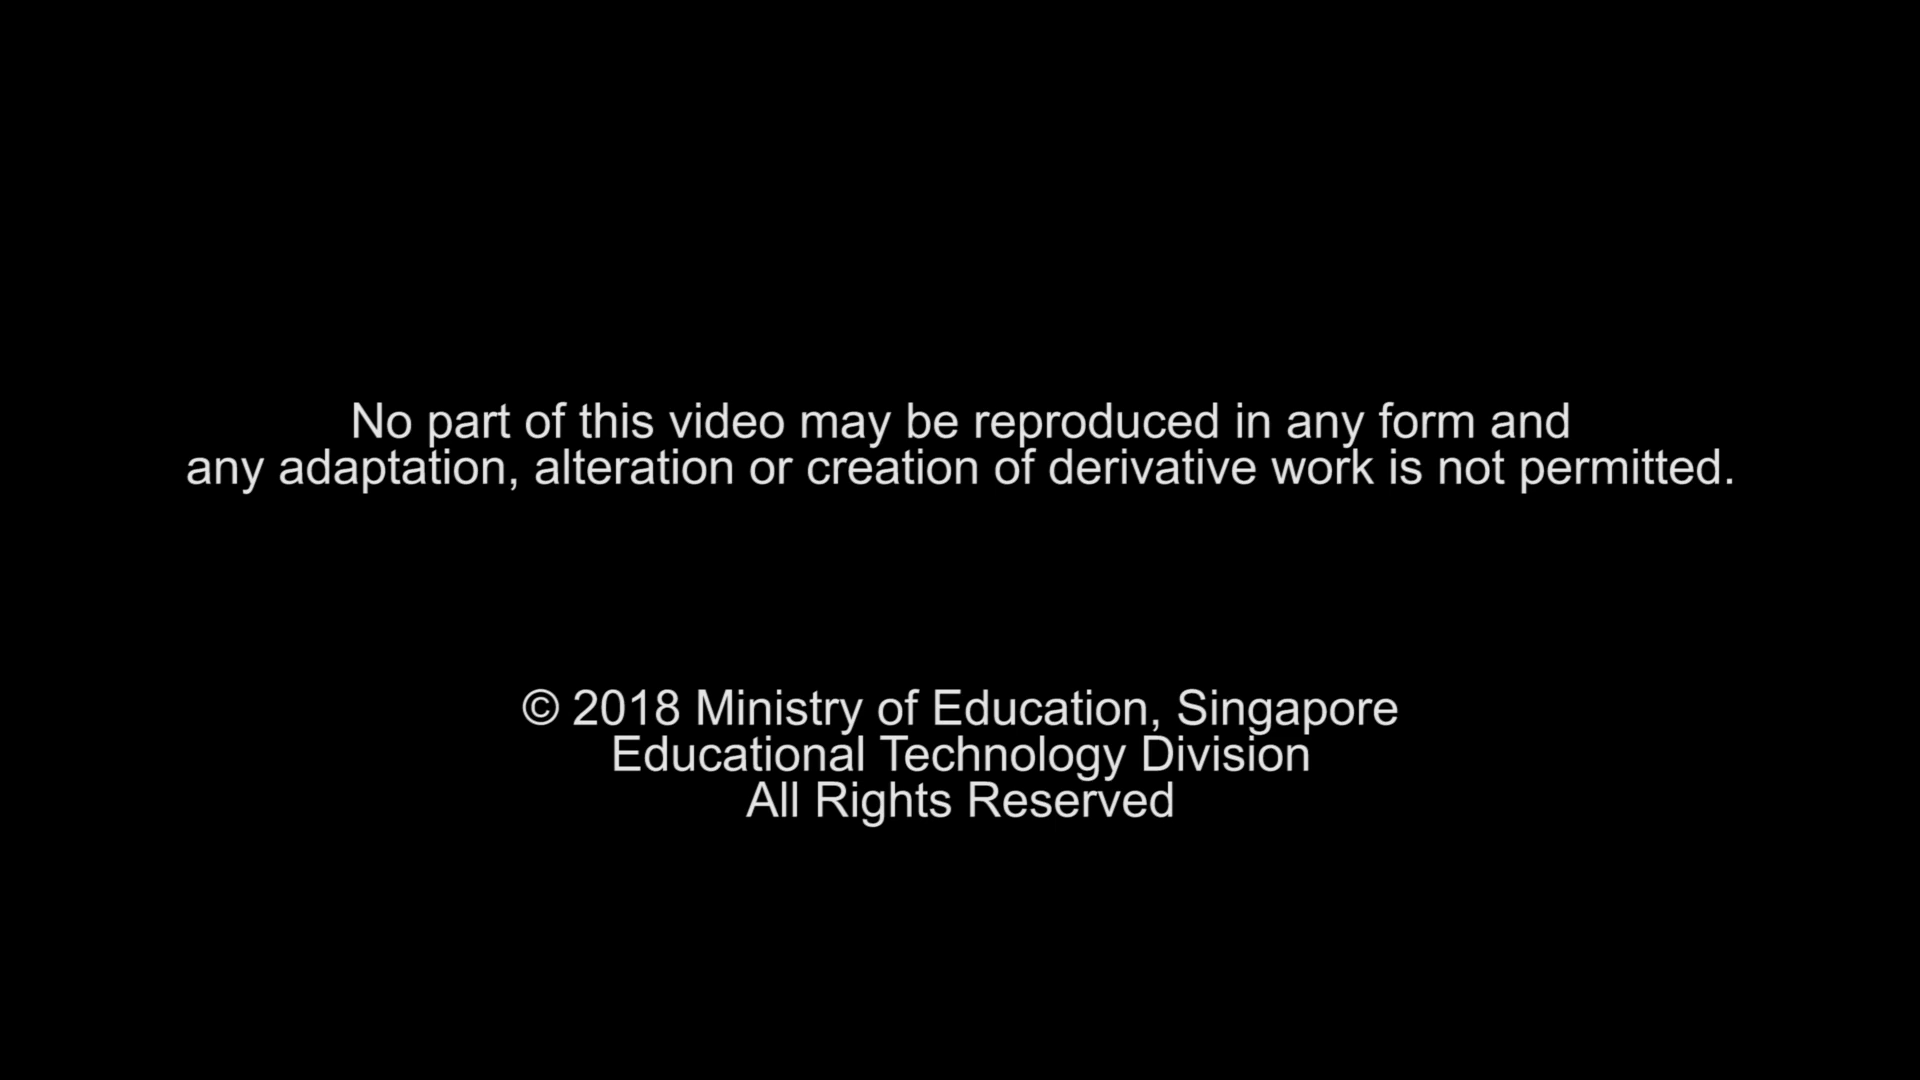 No part of this video may be reproduced in any form and
any adaptation, alteration or creation of derivative work is not permitted.
© 2018 Ministry of Education, Singapore
Educational Technology Division
All Rights Reserved